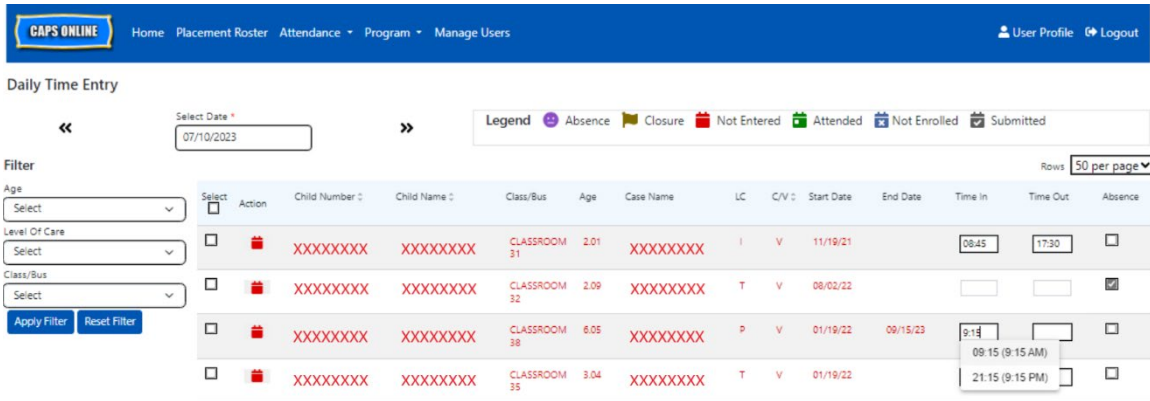 CAPS ONLINE Home Placement Roster Attendance Program Manage Users User Profile Logout
Daily Time Entry
Select Date *
07/10/2023
Legend Absence Closure Not Entered Attended Not Enrolled Submitted
Filter
Rows 50 per page
Age
Select
Level Of Care
Select
Class/Bus
Select
Apply Filter Reset Filter
Select Action Child Number Child Name Class/Bus Age Case Name LC C/V Start Date End Date Time In Time Out Absence
XXXXXXXX XXXXXXXX CLASSROOM 31 2.01 XXXXXXXX I V 11/19/21 08:45 17:30
XXXXXXXX XXXXXXXX CLASSROOM 32 2.09 XXXXXXXX T V 08/02/22
XXXXXXXX XXXXXXXX CLASSROOM 38 6.05 XXXXXXXX P V 01/19/22 09/15/23 9:15
09:15 (9:15 AM)
21:15 (9:15 PM)
XXXXXXXX XXXXXXXX CLASSROOM 35 3.04 XXXXXXXX T V 01/19/22